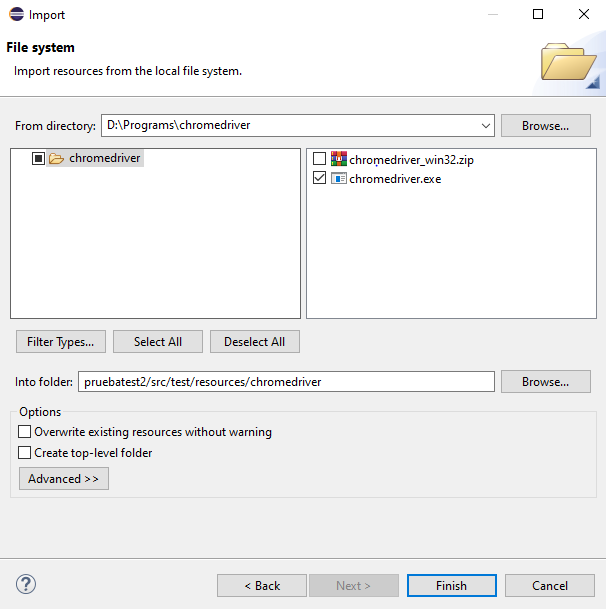 Import
File system
Import resources from the local file system.
From directory: D:\Programs\chromedriver Browse...
chromedriver
chromedriver_win32.zip
chromedriver.exe
Filter Types... Select All Deselect All
Into folder: pruebatest2/src/test/resources/chromedriver Browse...
Options
Overwrite existing resources without warning
Create top-level folder
Advanced >>
? < Back Next > Finish Cancel